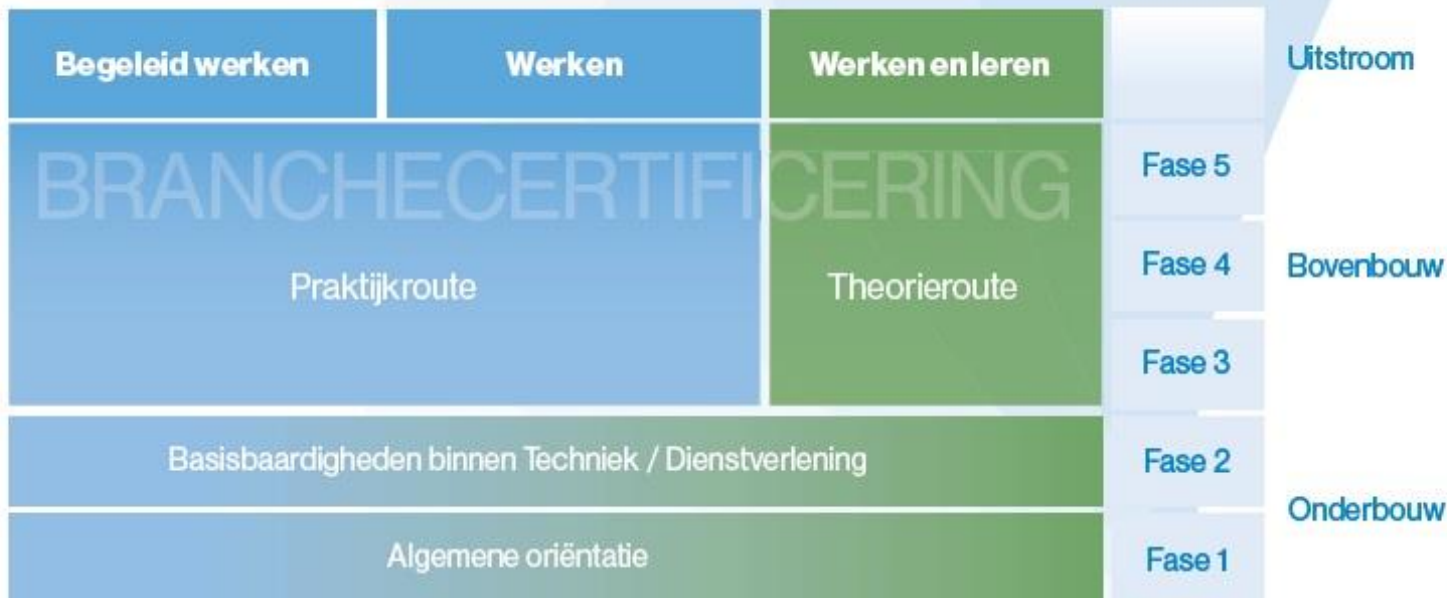 Begeleid werken
Werken
Werken en leren
Uitstroom
BRANCHECERTIFICERING
Fase 5
Praktijkroute
Theorieroute
Fase 4
Bovenbouw
Fase 3
Basisbaardigheden binnen Techniek / Dienstverlening
Fase 2
Onderbouw
Algemene oriëntatie
Fase 1